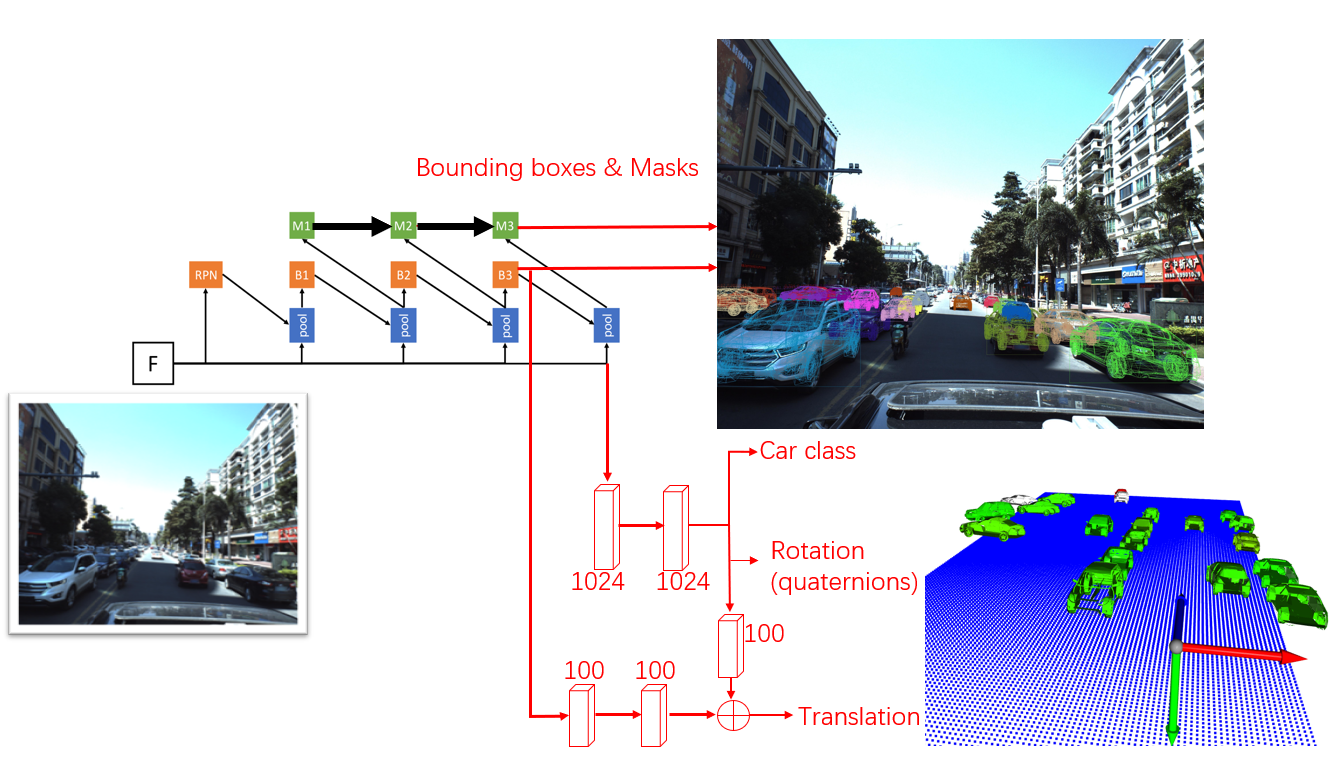 Bounding boxes & Masks
M1
M2
M3
RPN
B1
B2
B3
pool
pool
pool
pool
F
Car class
Rotation
(quaternions)
1024
1024
100
100
100
Translation